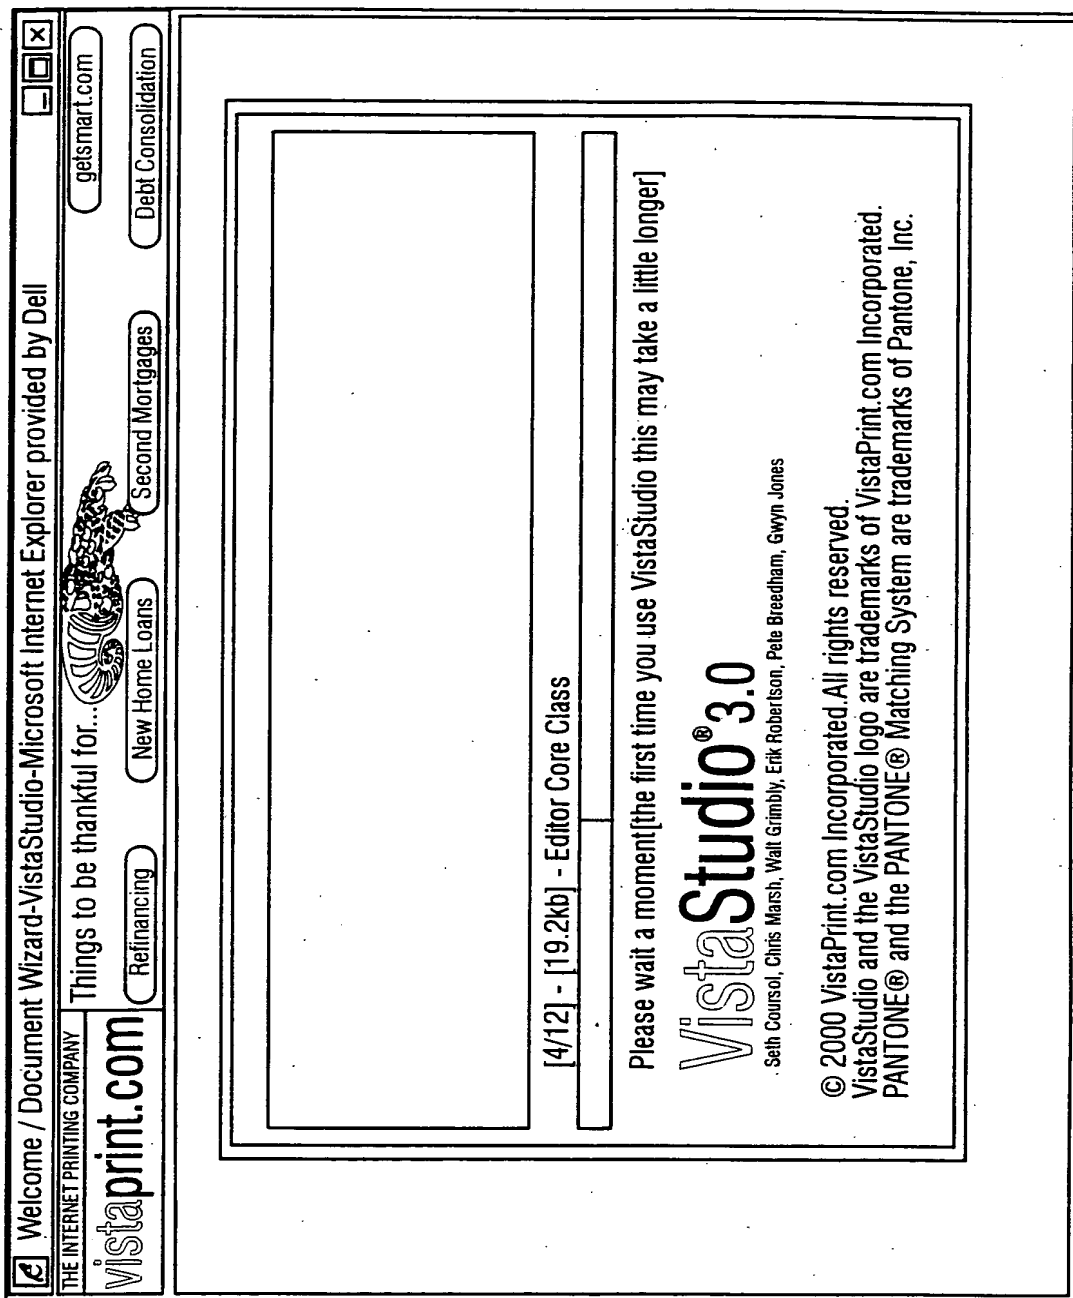 Welcome / Document Wizard-VistaStudio-Microsoft Internet Explorer provided by Dell
THE INTERNET PRINTING COMPANY
vistaprint.com
Things to be thankful for...
getsmart.com
Refinancing
New Home Loans
Second Mortgages
Debt Consolidation
[4/12] - [19.2kb] - Editor Core Class
Please wait a moment[the first time you use VistaStudio this may take a little longer]
VistaStudio® 3.0
Seth Coursol, Chris Marsh, Walt Grimbly, Erik Robertson, Pete Breedham, Gwyn Jones
© 2000 VistaPrint.com Incorporated.All rights reserved.
VistaStudio and the VistaStudio logo are trademarks of VistaPrint.com Incorporated.
PANTONE® and the PANTONE® Matching System are trademarks of Pantone, Inc.